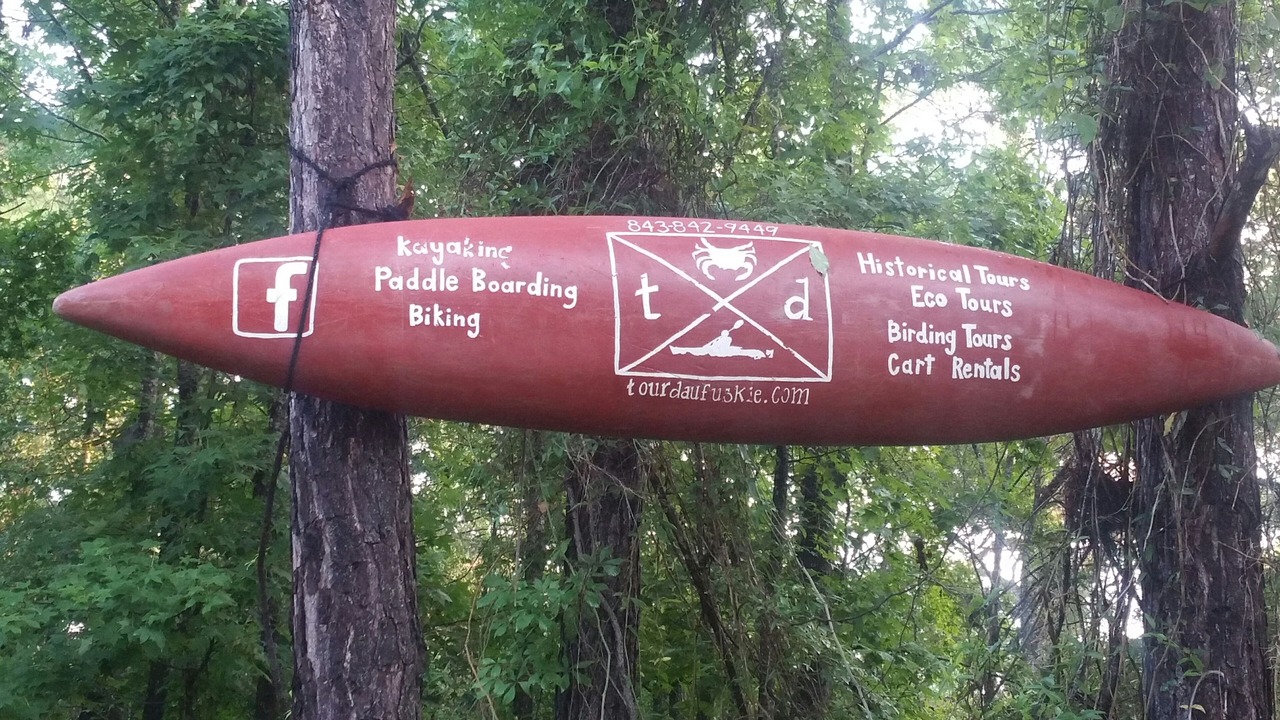 f
Kayaking
Paddle Boarding
Biking
843-842-9449
t d
tourdaufuskie.com
Historical Tours
Eco Tours
Birding Tours
Cart Rentals